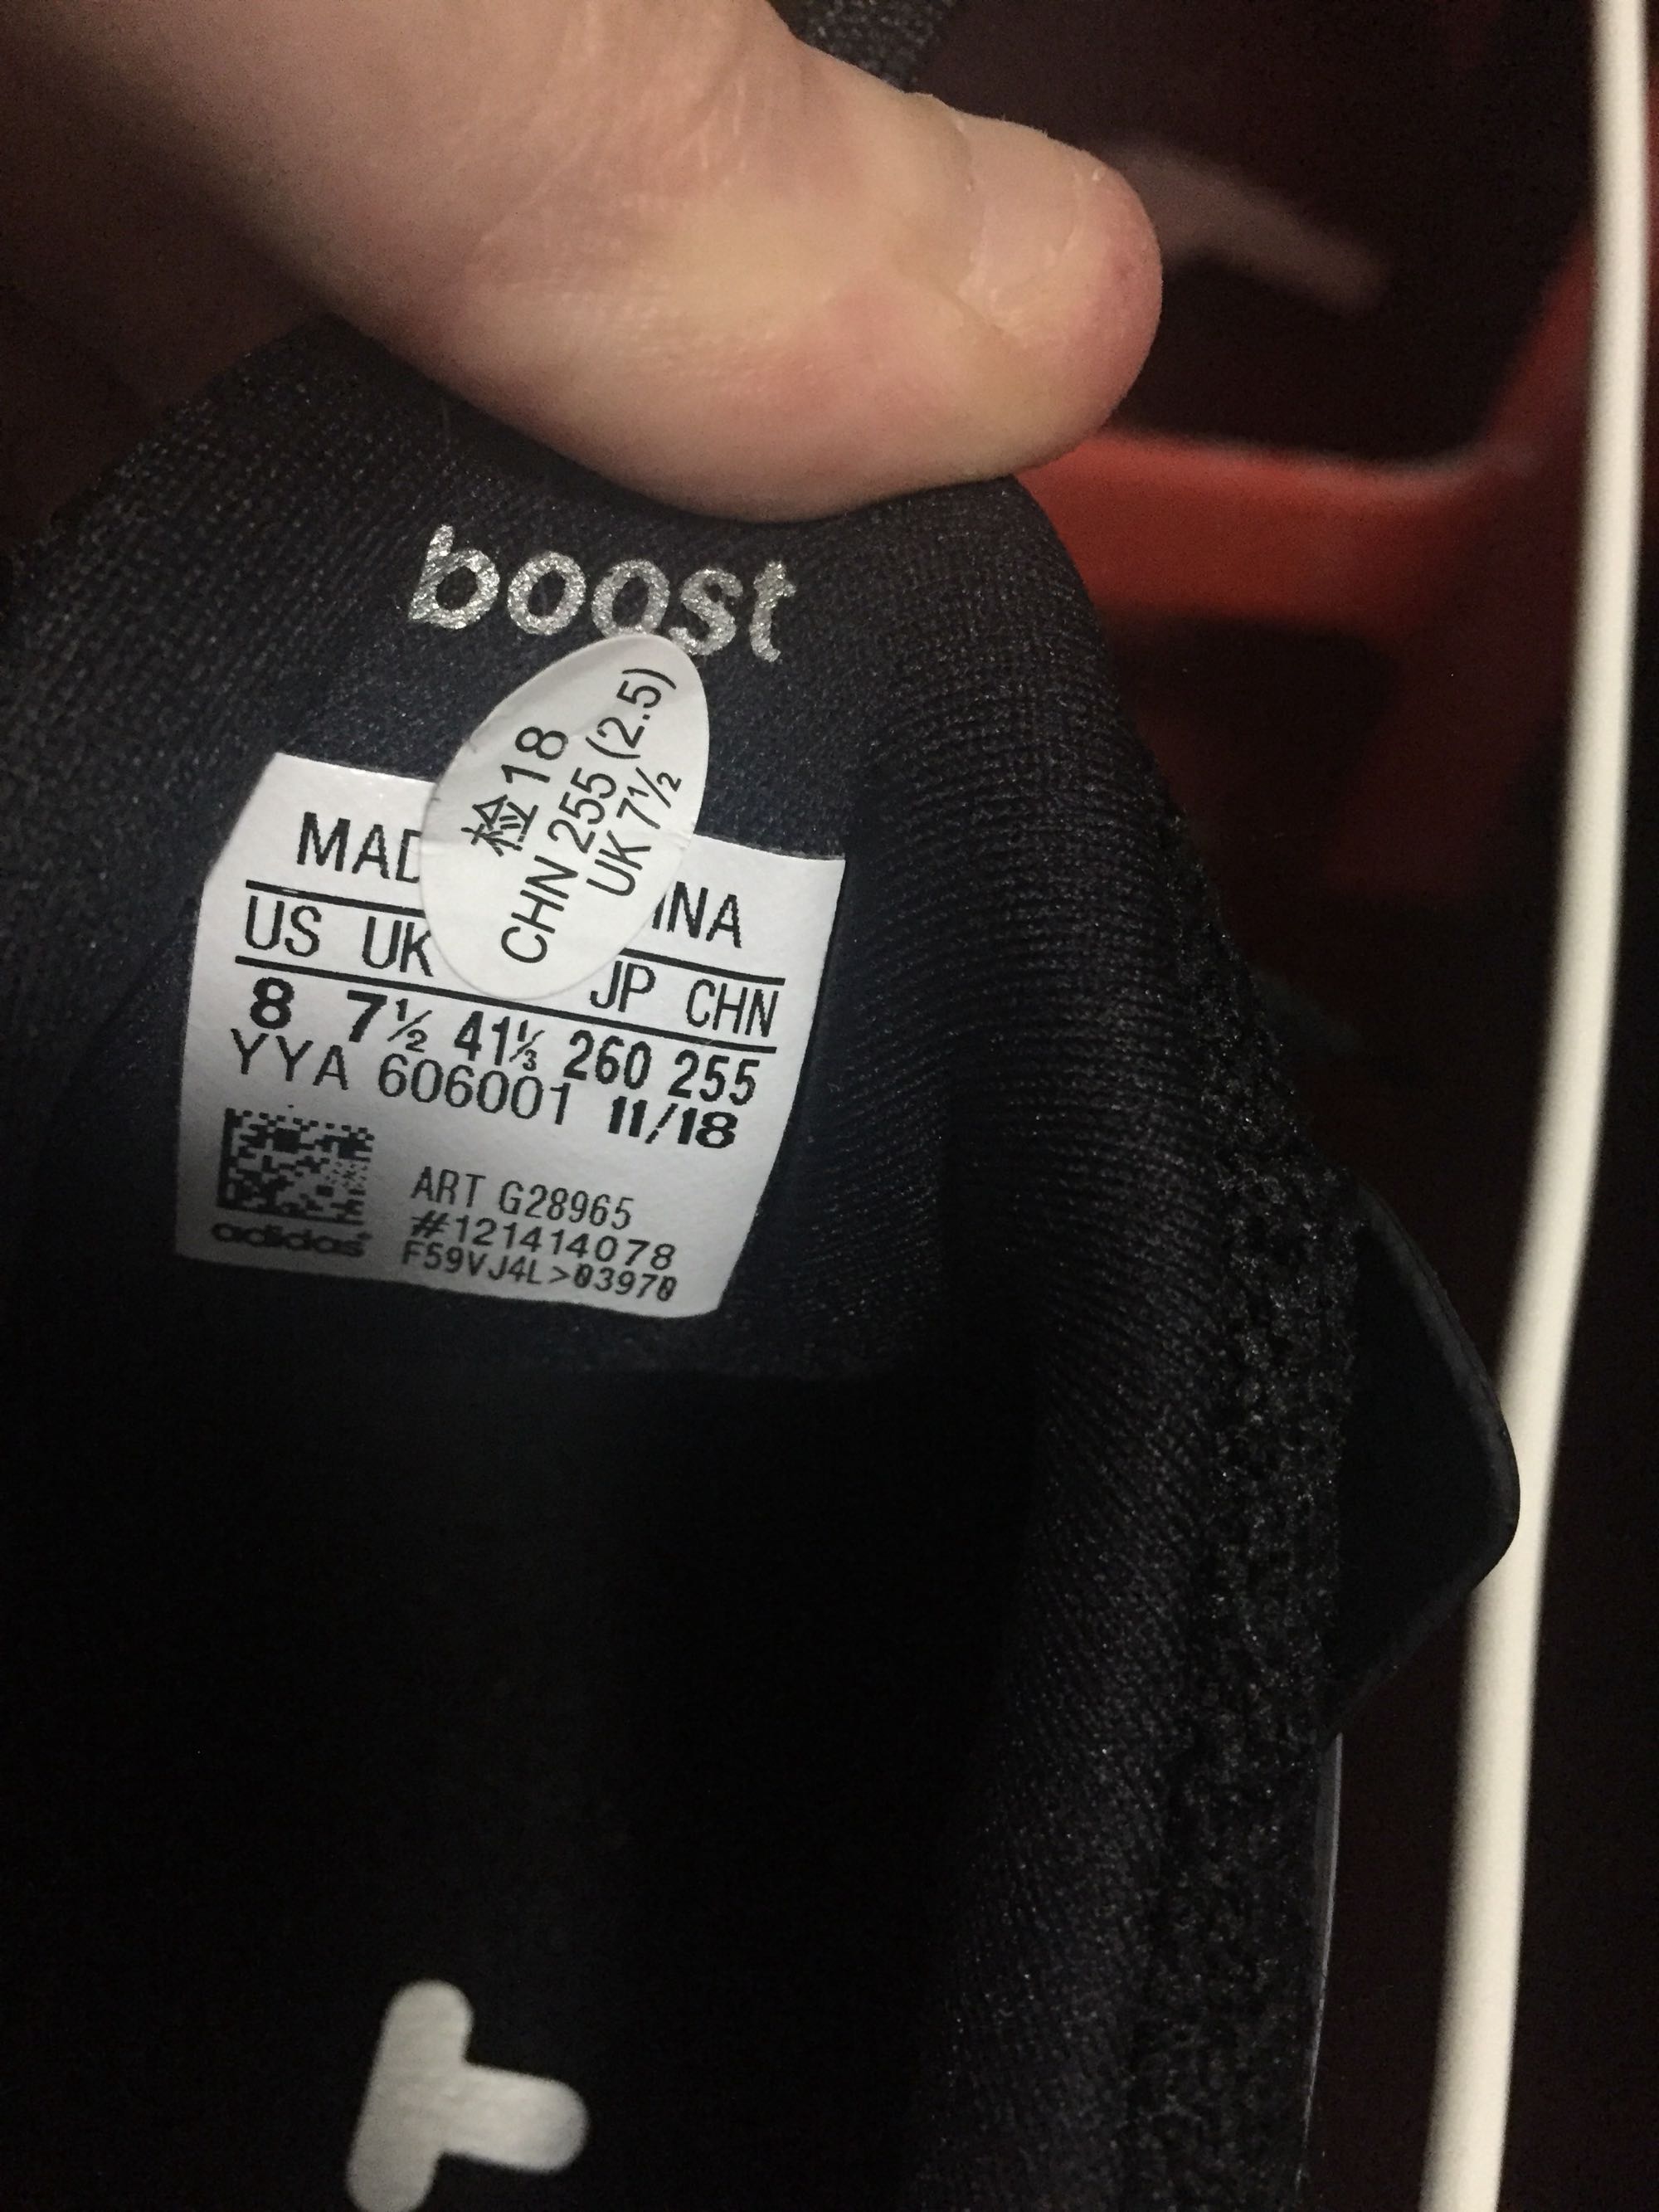 boost
检18
CHN 255 (2.5)
UK 7½
MAD INA
US UK JP CHN
8 7½ 41⅓ 260 255
YYA 606001 11/18
ART G28965
#121414078
adidas
F59VJ4L>03970